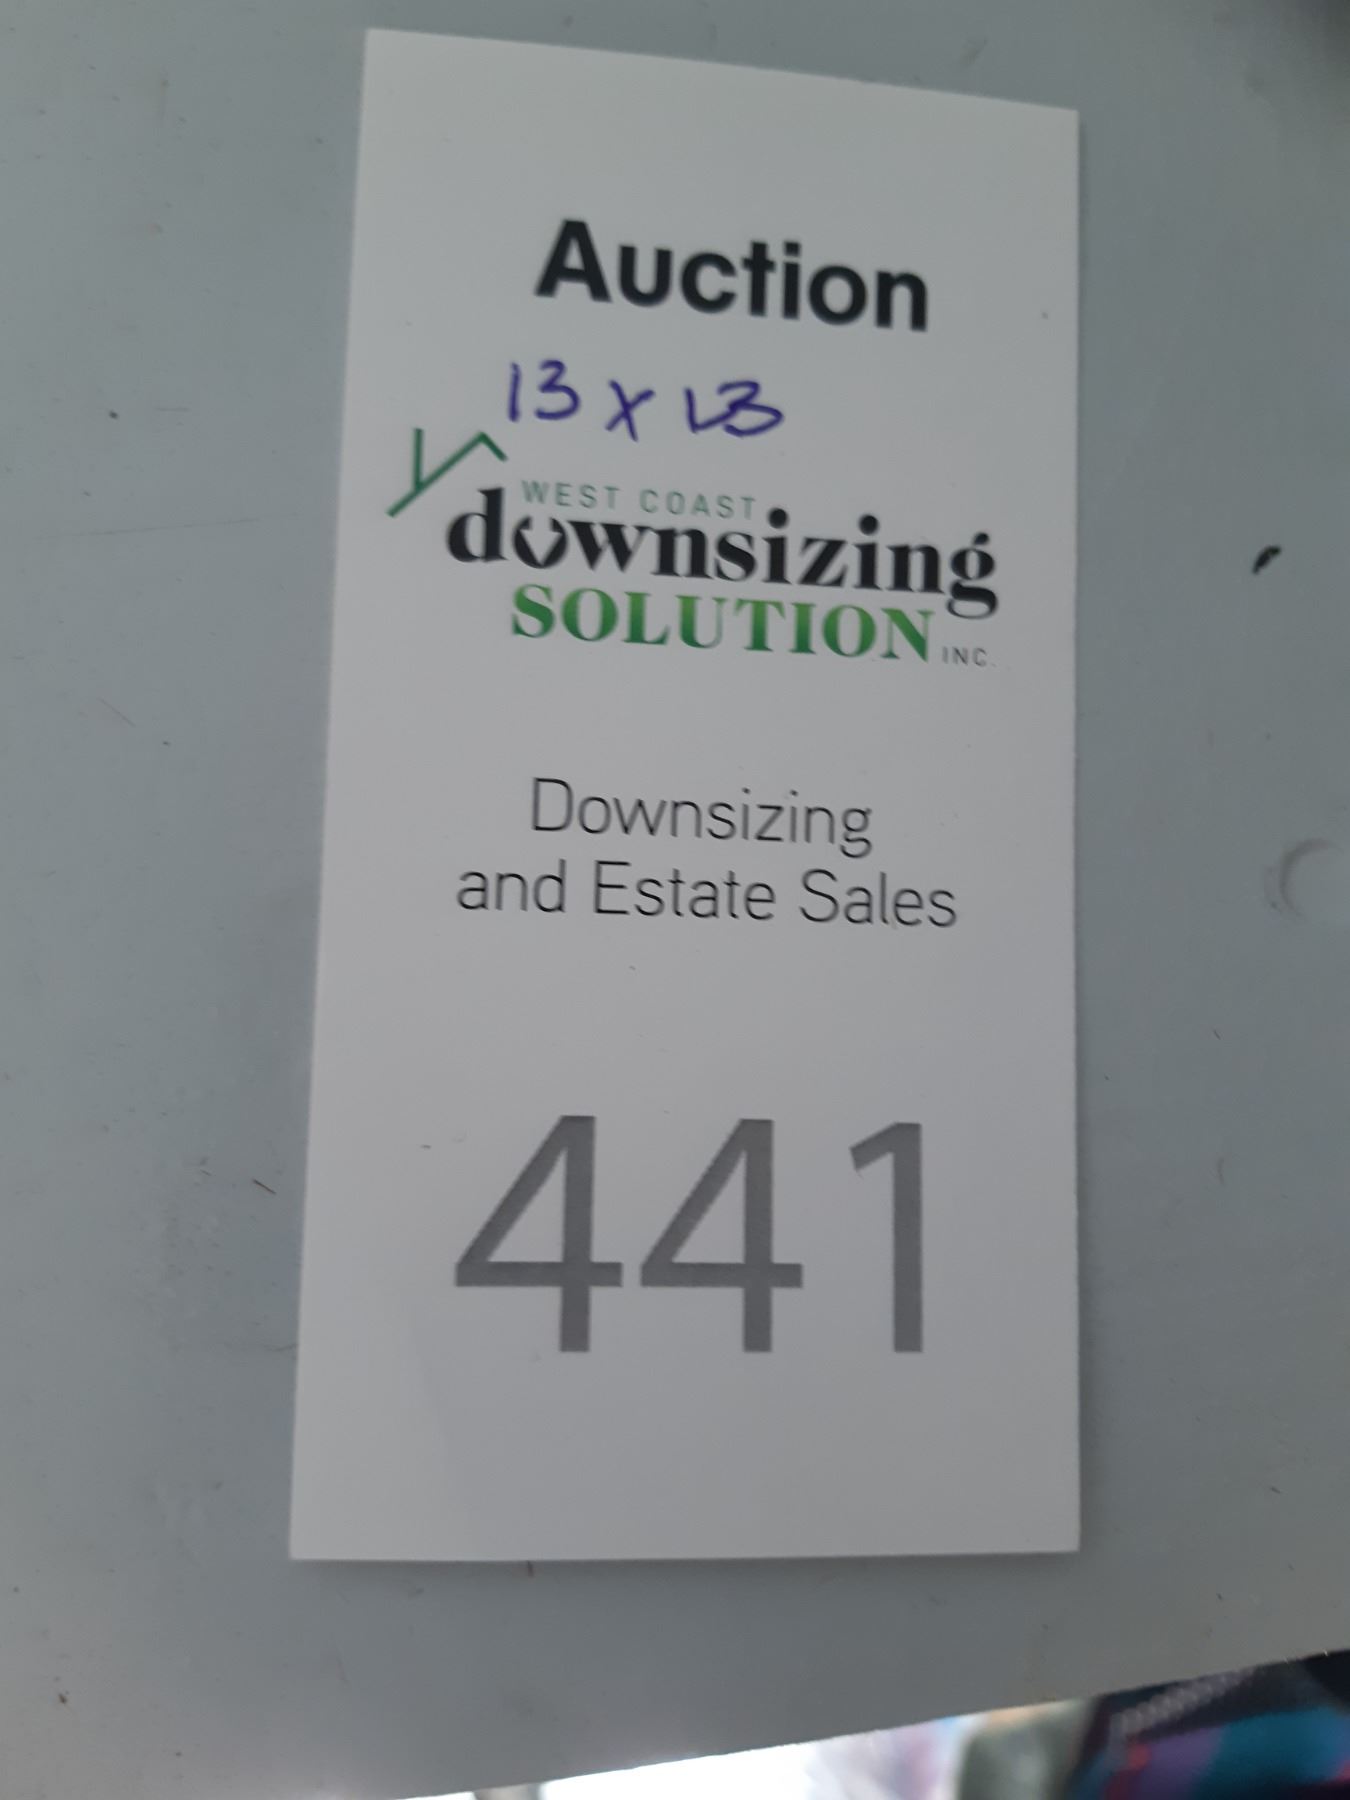 Auction
13 x 13
WEST COAST
downsizing
SOLUTION INC.
Downsizing
and Estate Sales
441